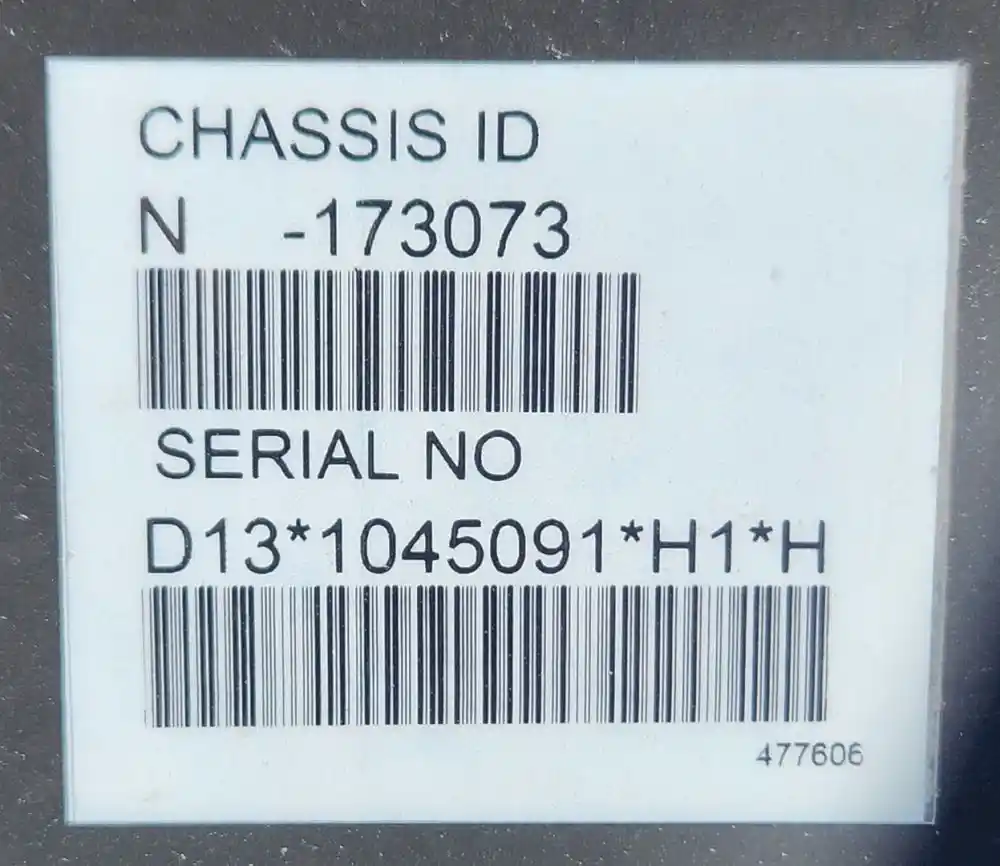 CHASSIS ID
N    -173073
SERIAL NO
D13*1045091*H1*H
477606